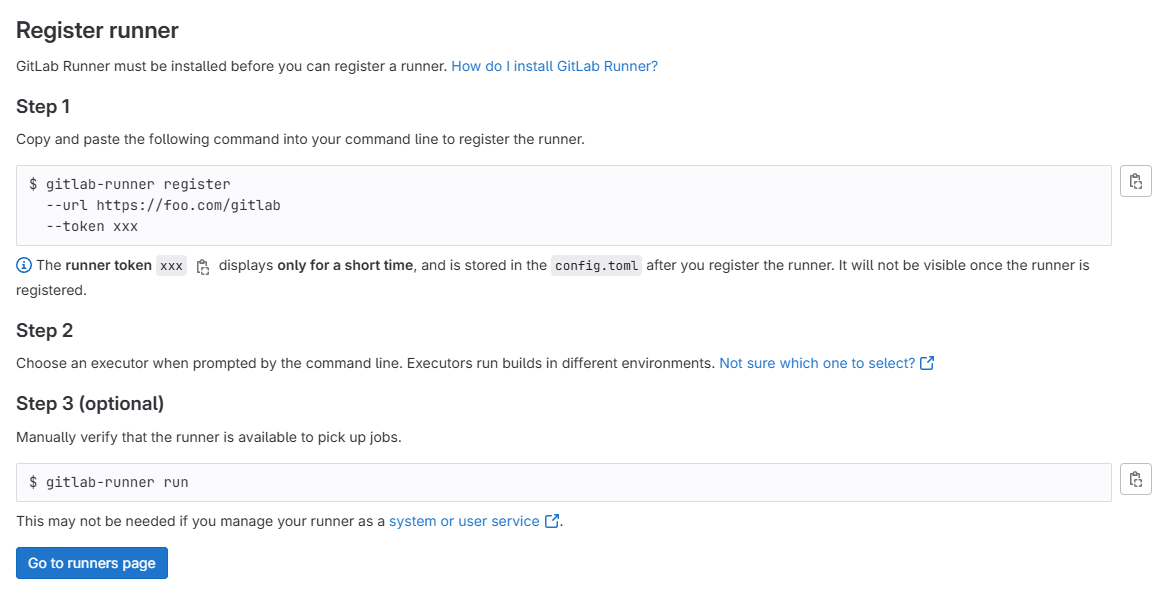 Register runner
GitLab Runner must be installed before you can register a runner. How do I install GitLab Runner?
Step 1
Copy and paste the following command into your command line to register the runner.
$ gitlab-runner register
--url https://foo.com/gitlab
--token xxx
The runner token xxx displays only for a short time, and is stored in the config.toml after you register the runner. It will not be visible once the runner is
registered.
Step 2
Choose an executor when prompted by the command line. Executors run builds in different environments. Not sure which one to select?
Step 3 (optional)
Manually verify that the runner is available to pick up jobs.
$ gitlab-runner run
This may not be needed if you manage your runner as a system or user service.
Go to runners page